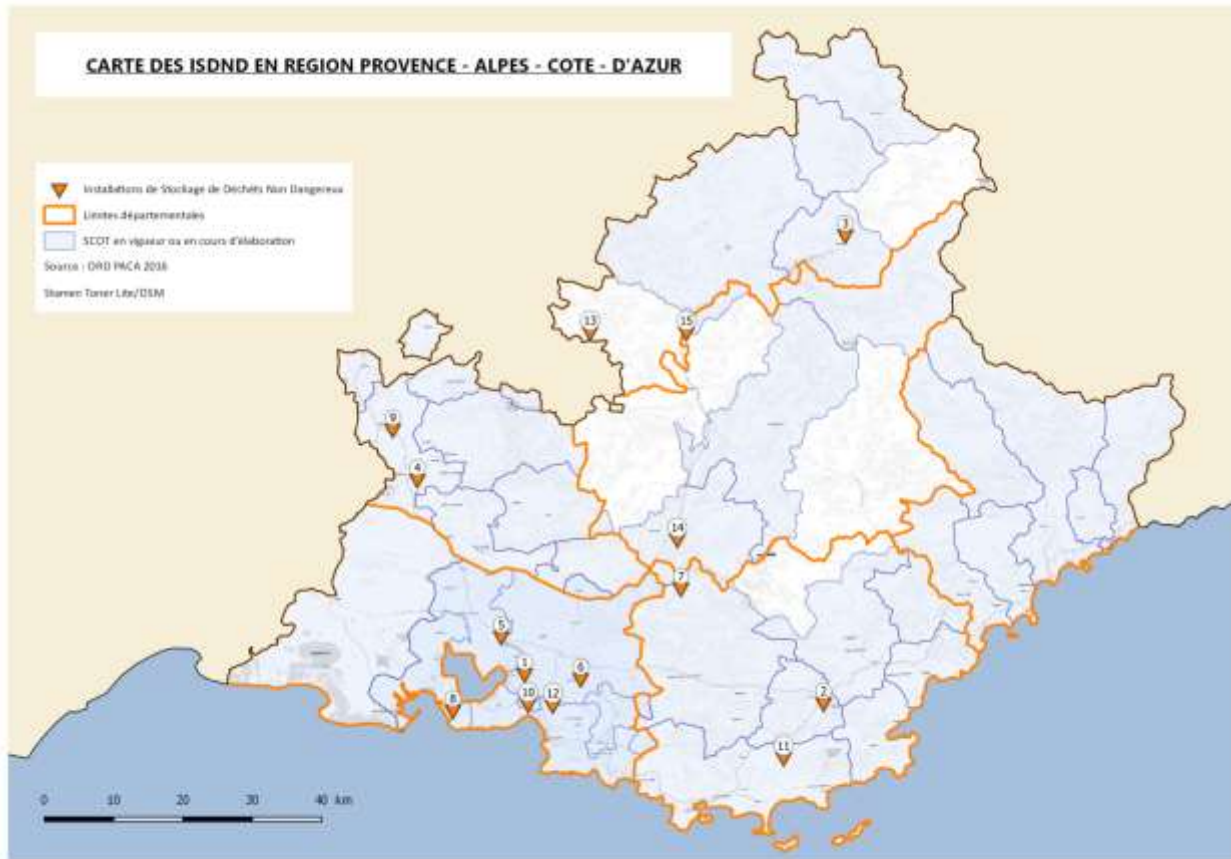 CARTE DES ISDND EN REGION PROVENCE - ALPES - COTE - D'AZUR
Installations de Stockage de Déchets Non Dangereux
Limites départementales
SCOT en vigueur ou en cours d'élaboration
Source : ORD PACA 2016
Stamen Toner Lite/OSM
3
13
15
9
4
14
7
5
1
6
10
12
8
2
11
0 10 20 30 40 km